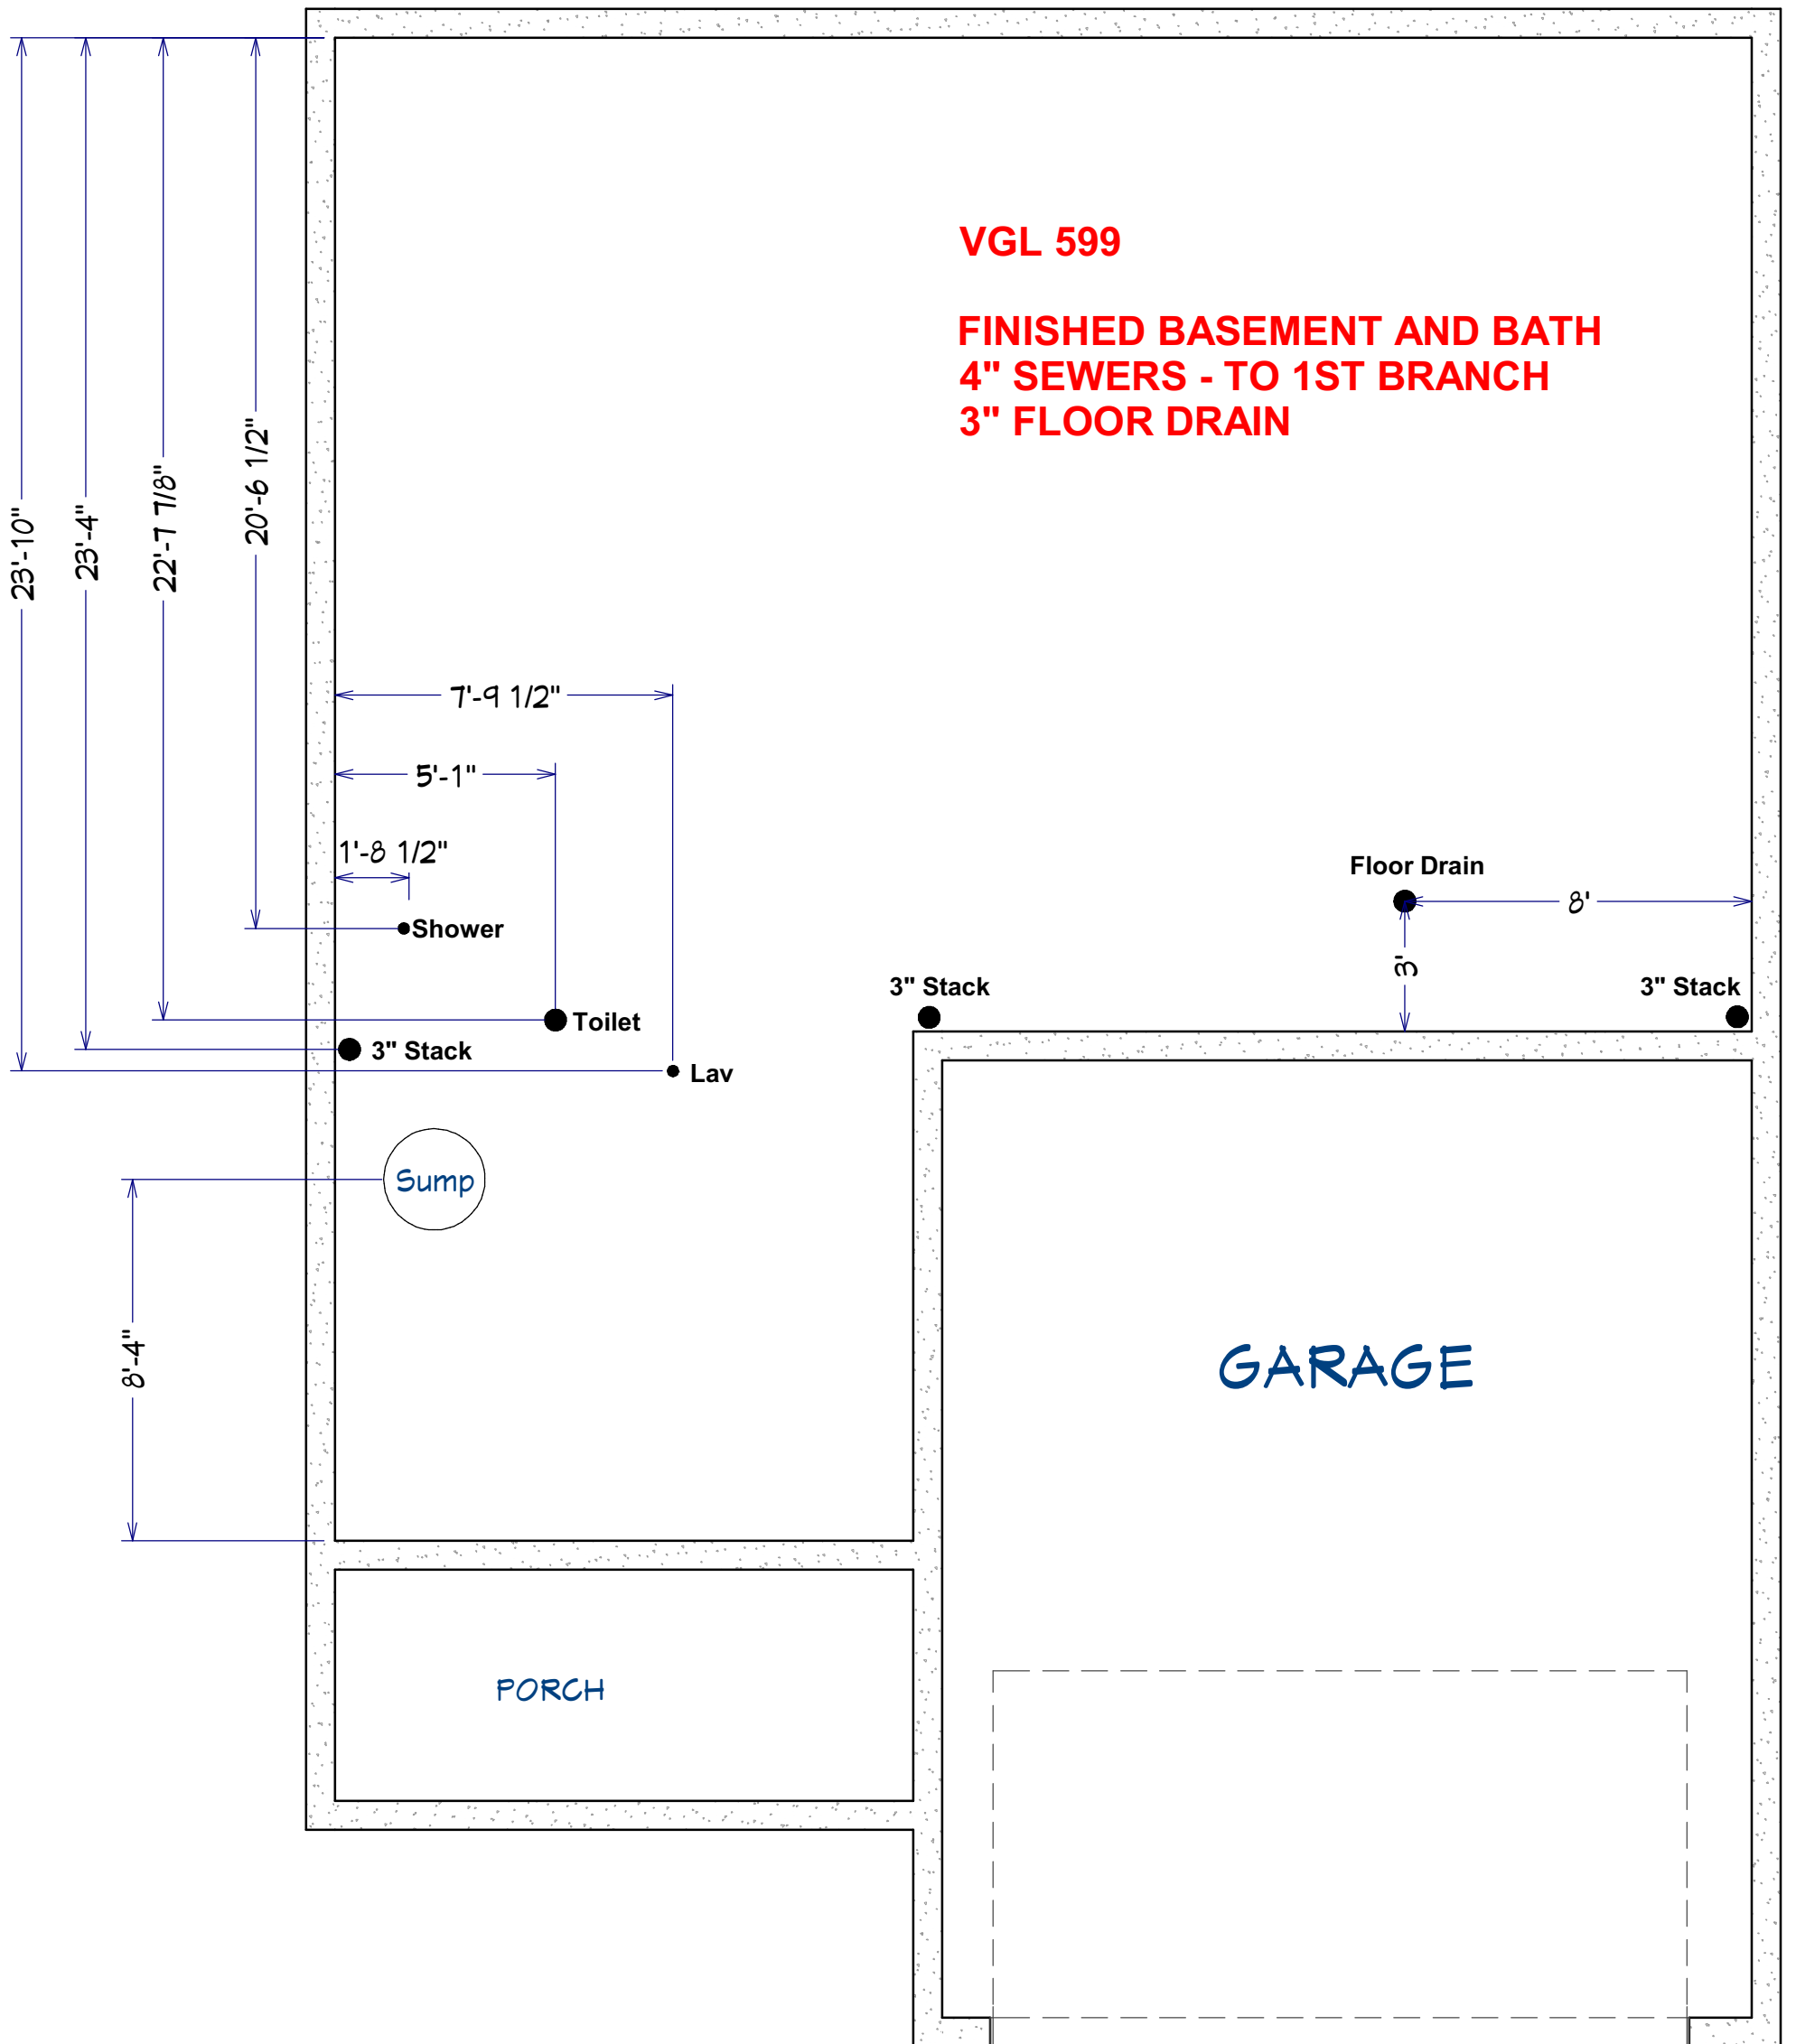 VGL 599
FINISHED BASEMENT AND BATH
4" SEWERS - TO 1ST BRANCH
3" FLOOR DRAIN
23'-10"
23'-4"
22'-7 7/8"
20'-6 1/2"
7'-9 1/2"
5'-1"
1'-8 1/2"
Shower
Floor Drain
8'
3'
3" Stack
3" Stack
Toilet
3" Stack
Lav
Sump
8'-4"
GARAGE
PORCH